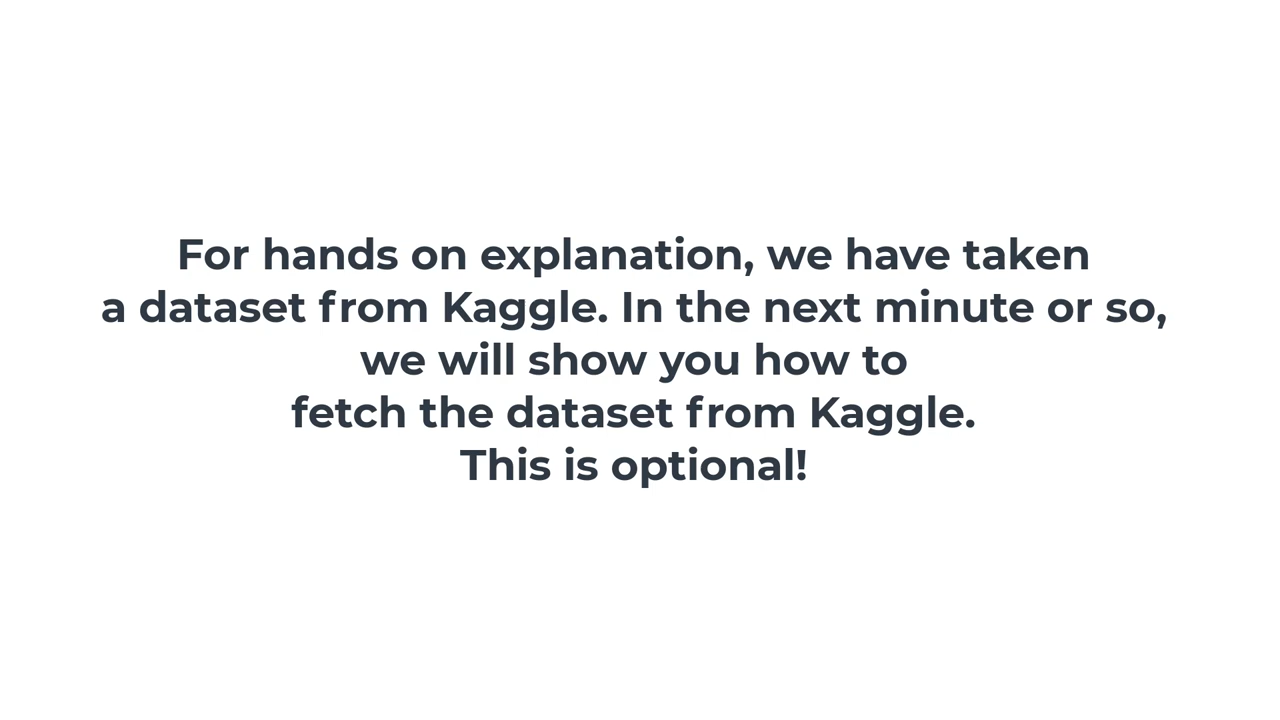 For hands on explanation, we have taken
a dataset from Kaggle. In the next minute or so,
we will show you how to
fetch the dataset from Kaggle.
This is optional!